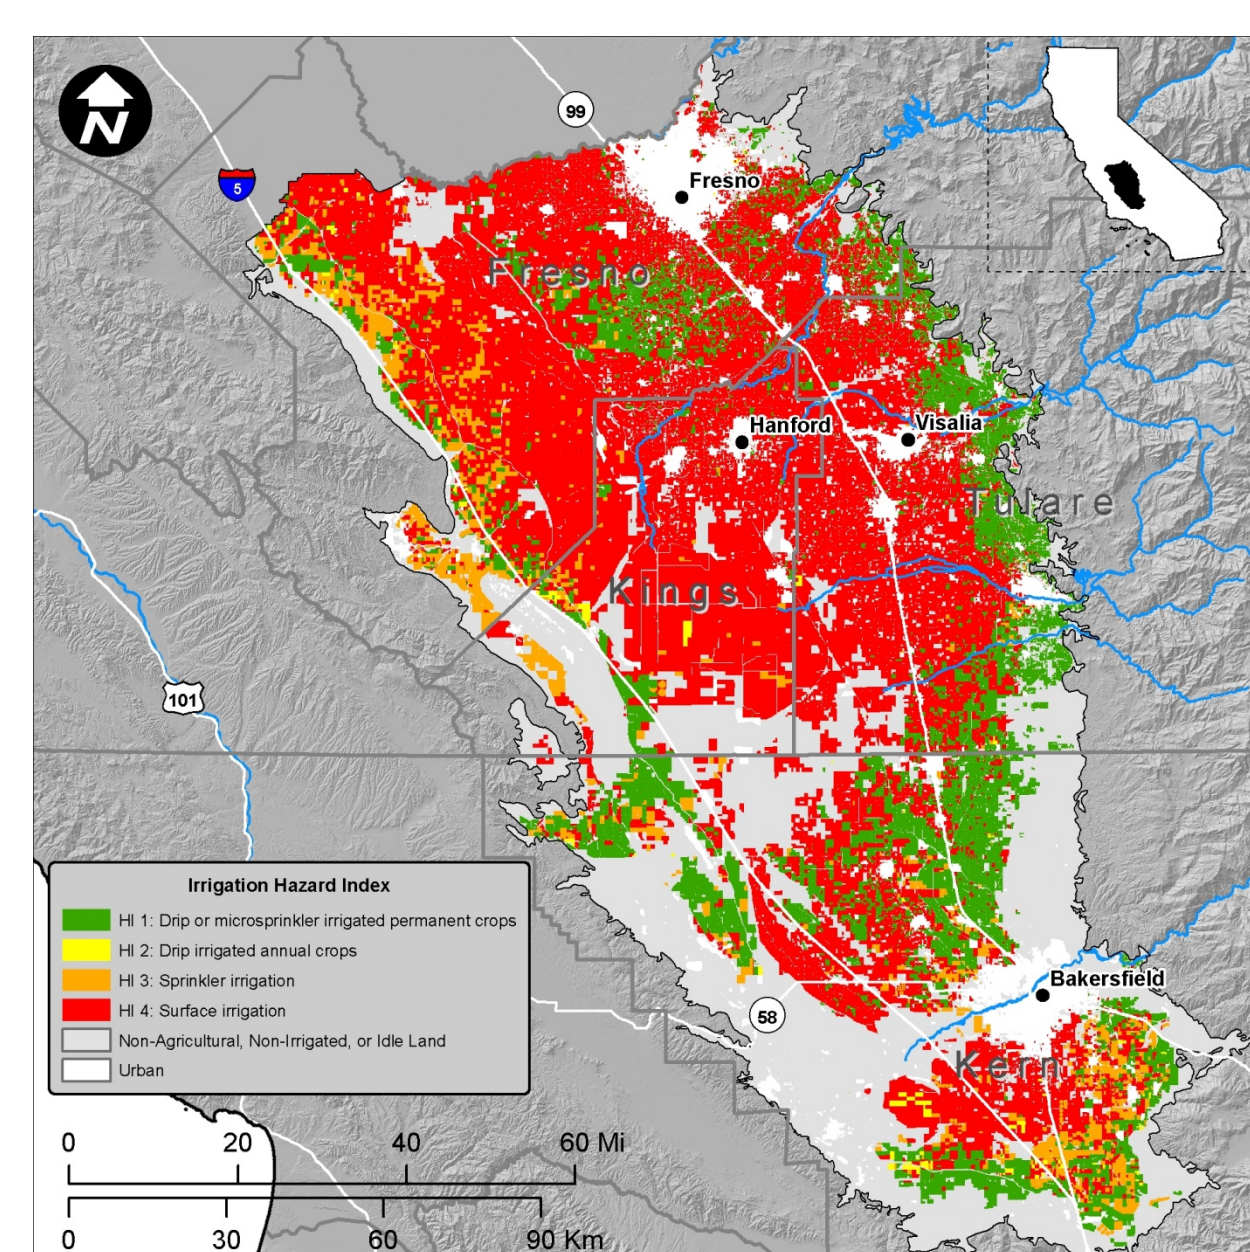 N
99
5
Fresno
Fresno
Hanford
Visalia
Tulare
Kings
101
Bakersfield
58
Kern
Irrigation Hazard Index
HI 1: Drip or microsprinkler irrigated permanent crops
HI 2: Drip irrigated annual crops
HI 3: Sprinkler irrigation
HI 4: Surface irrigation
Non-Agricultural, Non-Irrigated, or Idle Land
Urban
0 20 40 60 Mi
0 30 60 90 Km